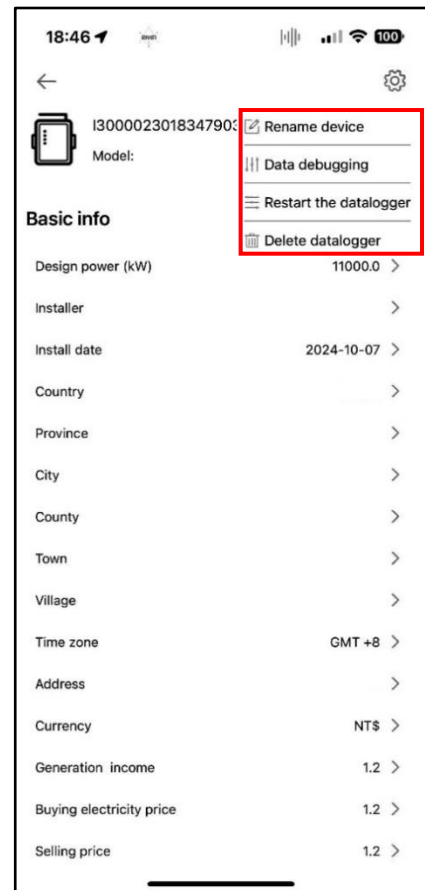 18:46
100
I3000023018347903
Model:
Rename device
Data debugging
Restart the datalogger
Delete datalogger
Basic info
Design power (kW) 11000.0
Installer
Install date 2024-10-07
Country
Province
City
County
Town
Village
Time zone GMT +8
Address
Currency NT$
Generation income 1.2
Buying electricity price 1.2
Selling price 1.2